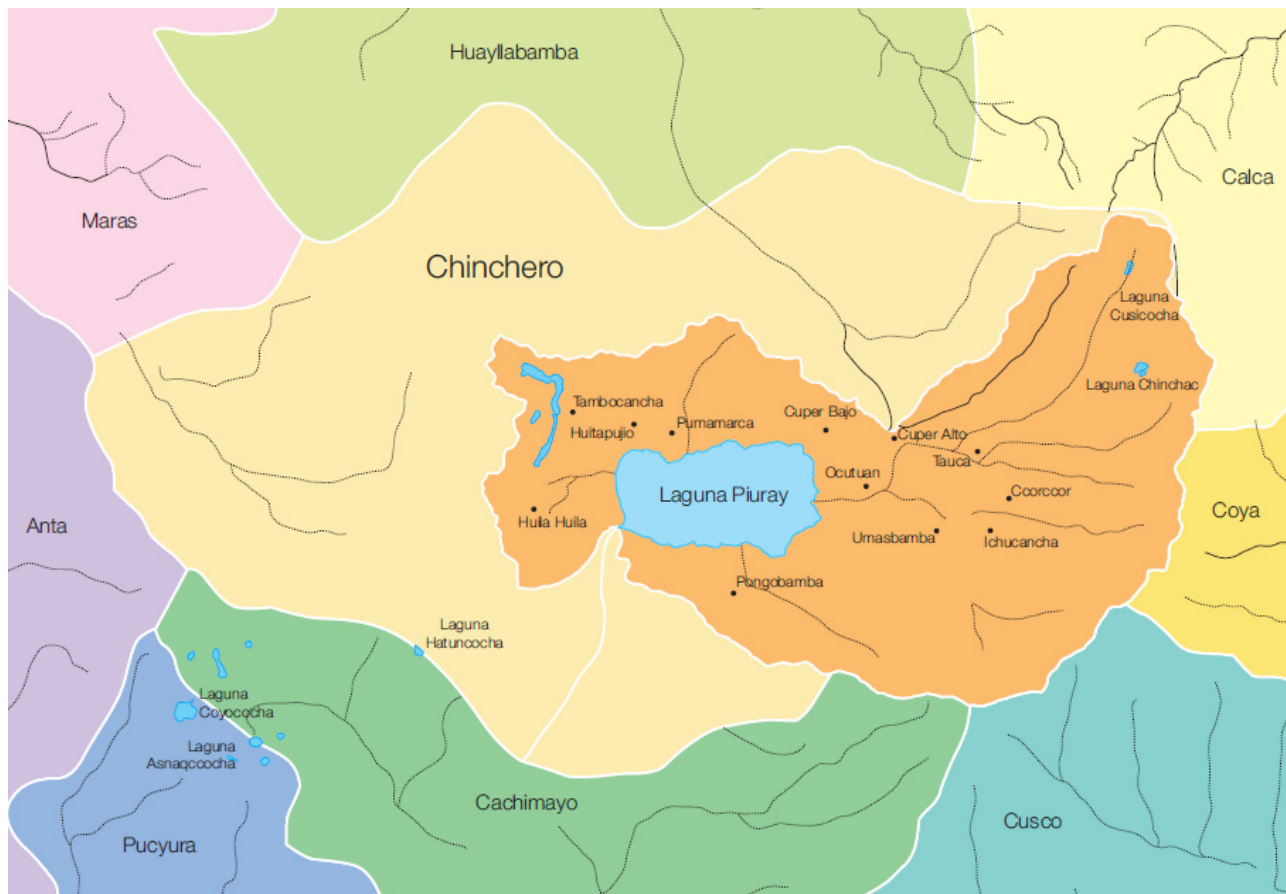 Huayllabamba
Calca
Maras
Chinchero
Laguna
Cusicocha
Laguna Chinchac
Tambocancha
Huitapujio
Pumamarca
Cuper Bajo
Cuper Alto
Tauca
Ocutuan
Laguna Piuray
Coorccor
Huila Huila
Umasbamba
Ichucancha
Coya
Anta
Pongobamba
Laguna
Hatuncocha
Laguna
Coyococha
Laguna
Asnaqccocha
Cachimayo
Cusco
Pucyura